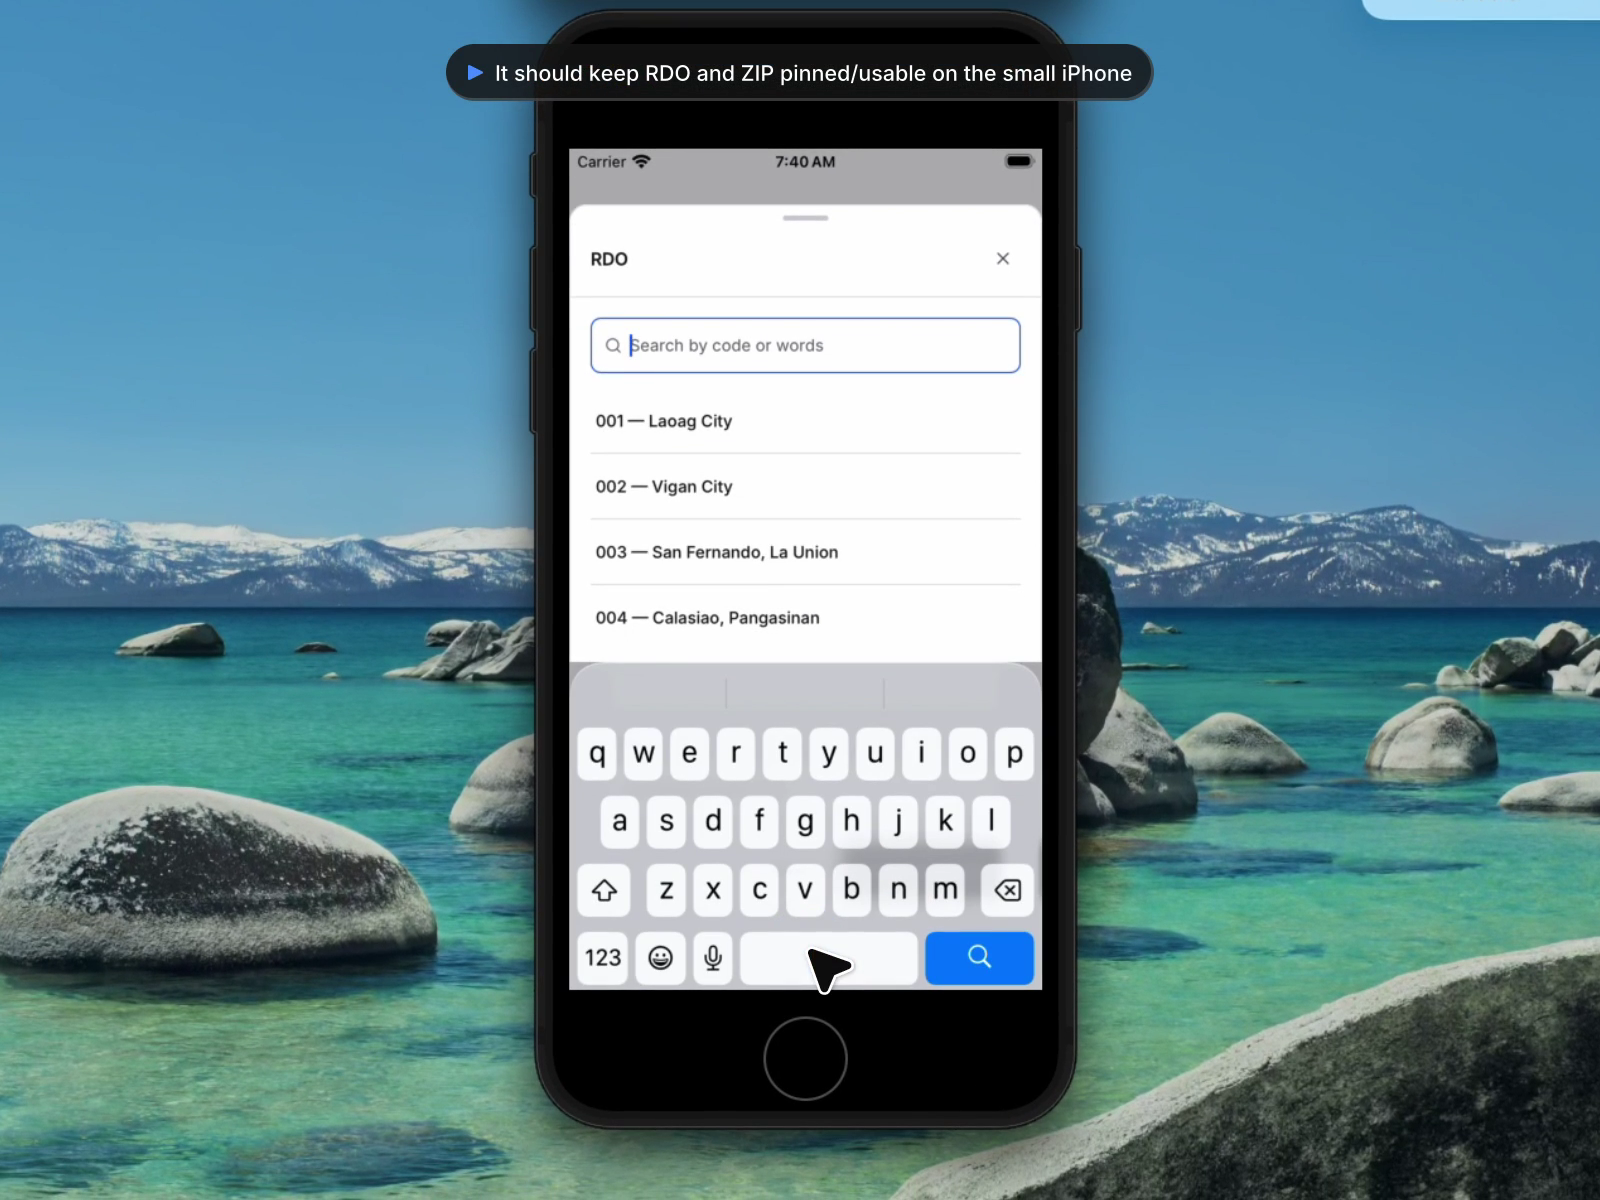 It should keep RDO and ZIP pinned/usable on the small iPhone
Carrier 7:40 AM
RDO
Search by code or words
001 — Laoag City
002 — Vigan City
003 — San Fernando, La Union
004 — Calasiao, Pangasinan
q w e r t y u i o p
a s d f g h j k l
z x c v b n m
123